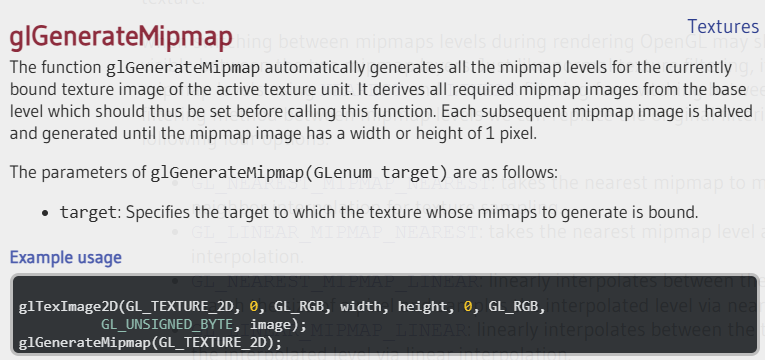 Textures
glGenerateMipmap
The function glGenerateMipmap automatically generates all the mipmap levels for the currently
bound texture image of the active texture unit. It derives all required mipmap images from the base
level which should thus be set before calling this function. Each subsequent mipmap image is halved
and generated until the mipmap image has a width or height of 1 pixel.
The parameters of glGenerateMipmap(GLenum target) are as follows:
• target: Specifies the target to which the texture whose mimaps to generate is bound.
Example usage
glTexImage2D(GL_TEXTURE_2D, 0, GL_RGB, width, height, 0, GL_RGB,
GL_UNSIGNED_BYTE, image);
glGenerateMipmap(GL_TEXTURE_2D);